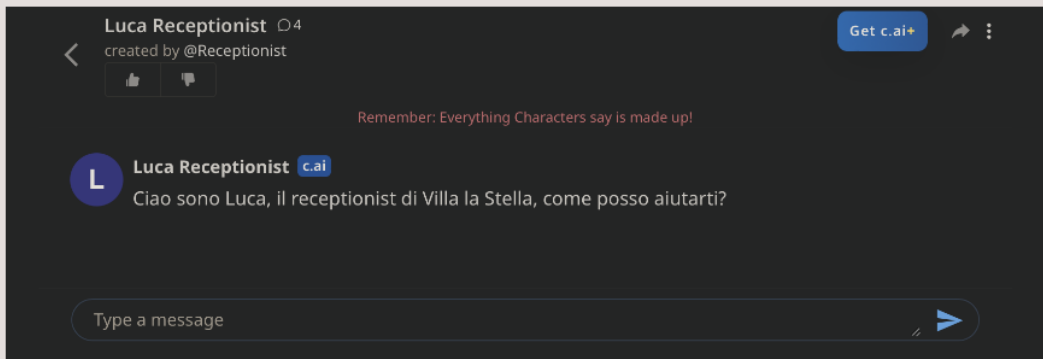 Luca Receptionist 4
created by @Receptionist
Get c.ai+
Remember: Everything Characters say is made up!
L
Luca Receptionist c.ai
Ciao sono Luca, il receptionist di Villa la Stella, come posso aiutarti?
Type a message